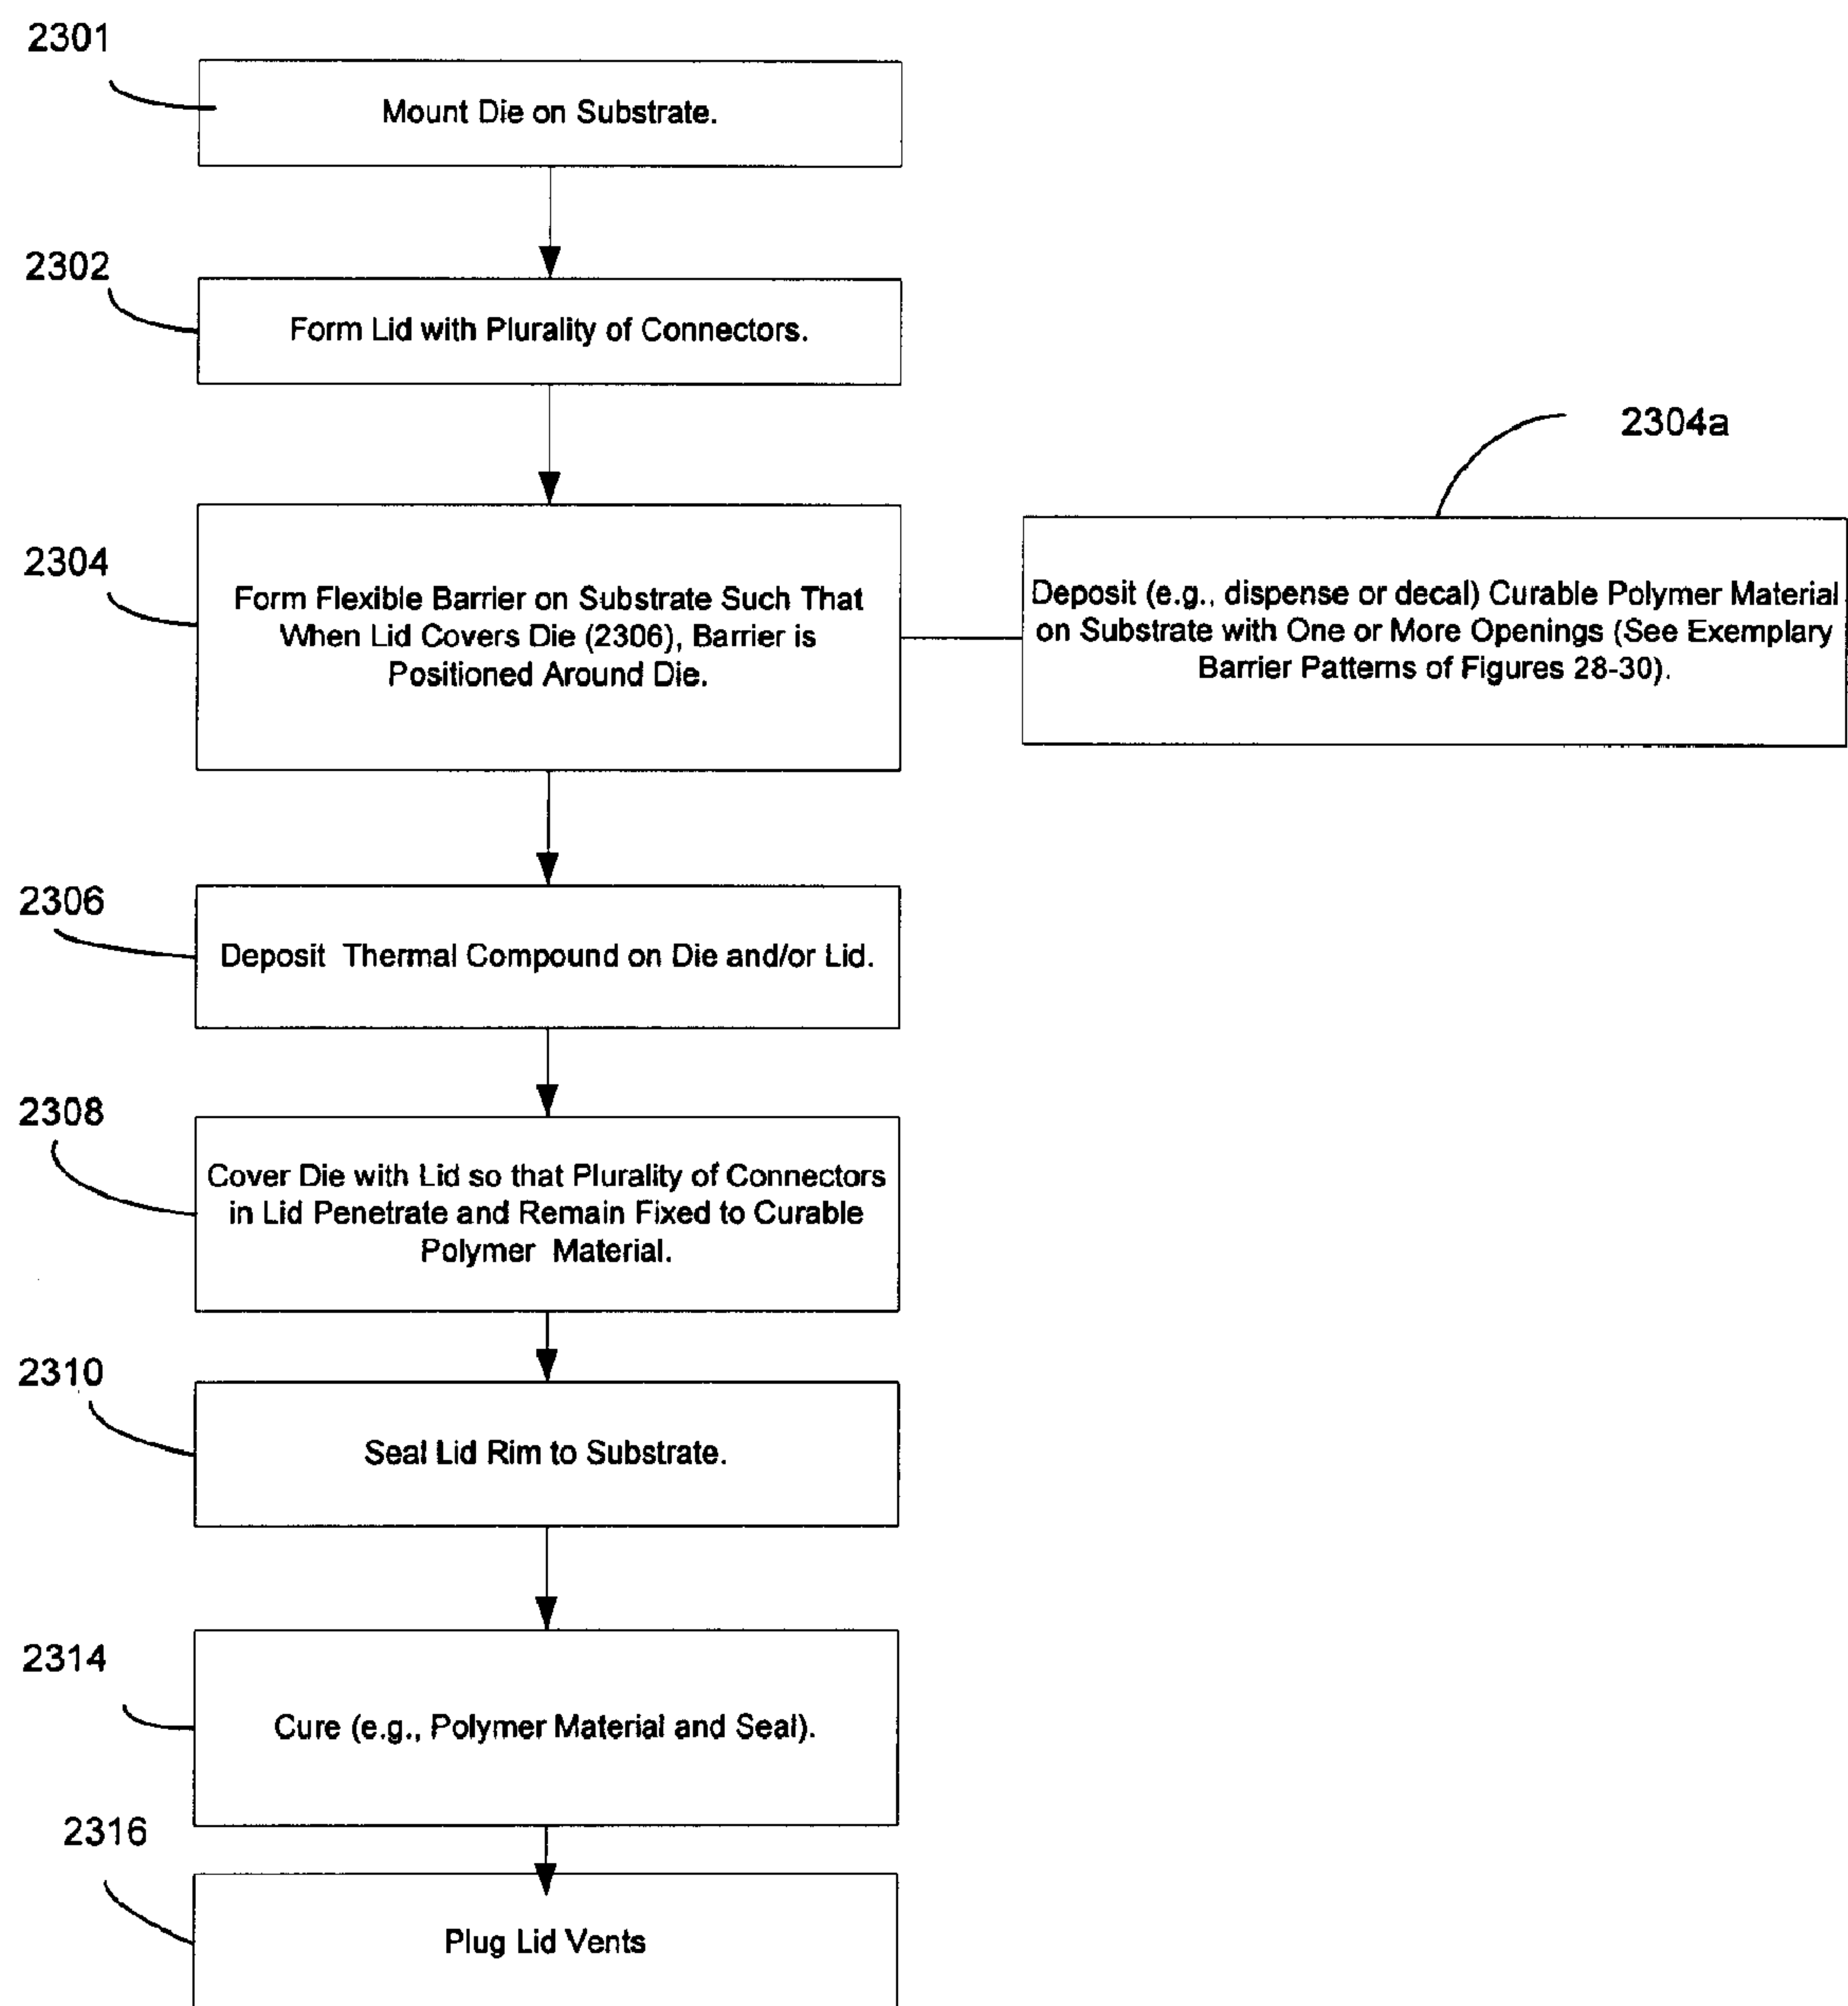 2301
Mount Die on Substrate.
2302
Form Lid with Plurality of Connectors.
2304
Form Flexible Barrier on Substrate Such That
When Lid Covers Die (2306), Barrier is
Positioned Around Die.
2304a
Deposit (e.g., dispense or decal) Curable Polymer Material
on Substrate with One or More Openings (See Exemplary
Barrier Patterns of Figures 28-30).
2306
Deposit Thermal Compound on Die and/or Lid.
2308
Cover Die with Lid so that Plurality of Connectors
in Lid Penetrate and Remain Fixed to Curable
Polymer Material.
2310
Seal Lid Rim to Substrate.
2314
Cure (e.g., Polymer Material and Seal).
2316
Plug Lid Vents